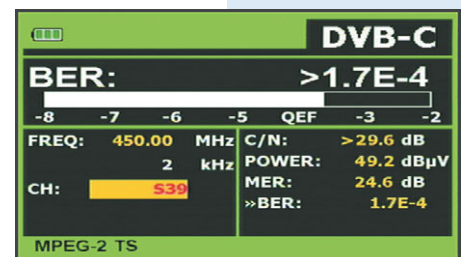 DVB-C
BER: >1.7E-4
-8 -7 -6 -5 QEF -3 -2
FREQ: 450.00 MHz
2 kHz
CH: S39
C/N: >29.6 dB
POWER: 49.2 dBµV
MER: 24.6 dB
»BER: 1.7E-4
MPEG-2 TS